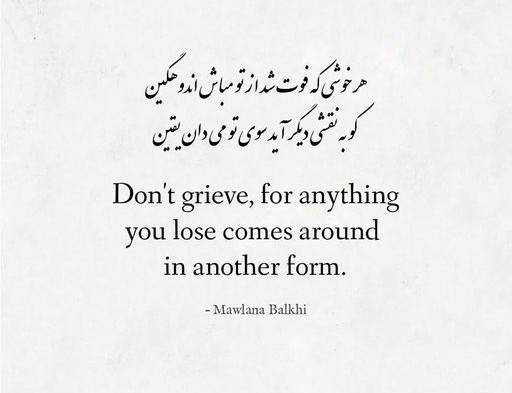 هر خوشی که فوت شد از تو مباش اندوهگین
کو به نقشی دیگر آید سوی تو می دان یقین
Don't grieve, for anything
you lose comes around
in another form.
- Mawlana Balkhi